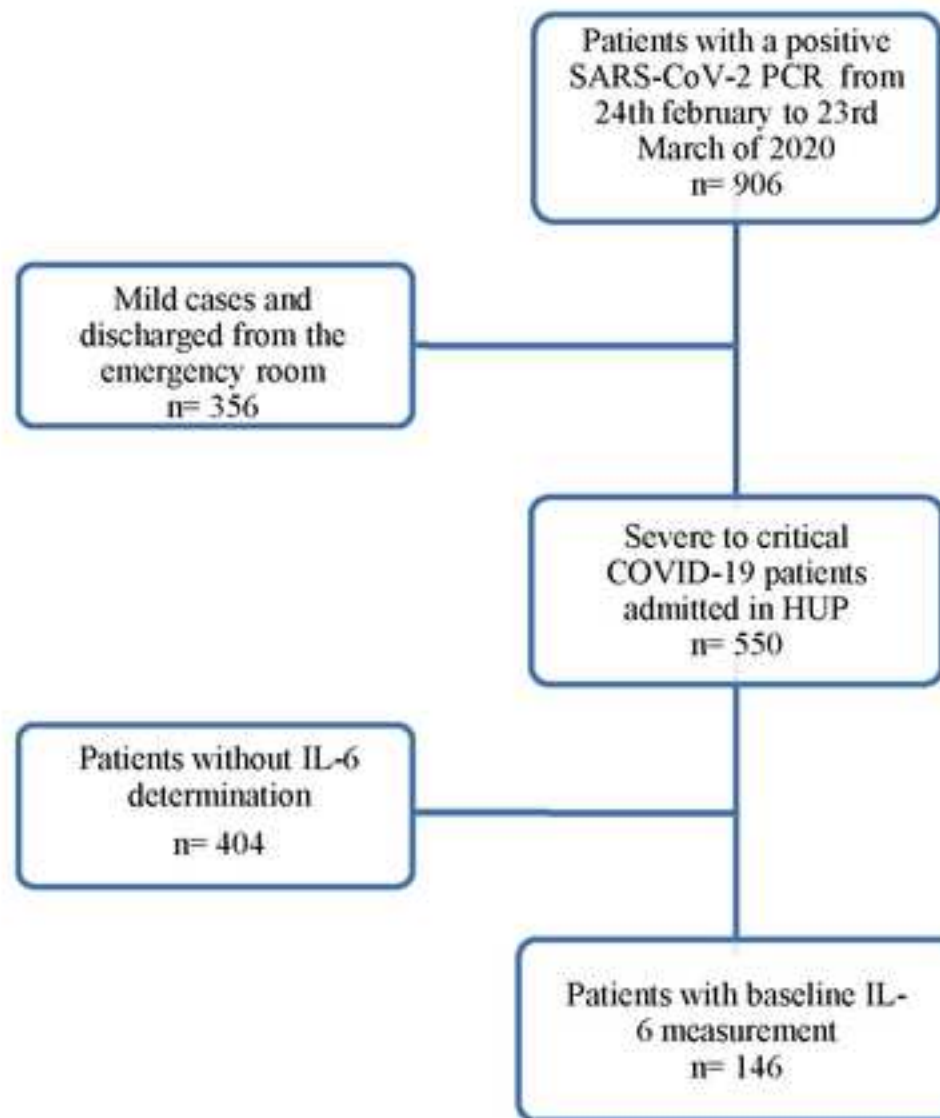 Patients with a positive
SARS-CoV-2 PCR from
24th february to 23rd
March of 2020
n= 906
Mild cases and
discharged from the
emergency room
n= 356
Severe to critical
COVID-19 patients
admitted in HUP
n= 550
Patients without IL-6
determination
n= 404
Patients with baseline IL-
6 measurement
n= 146